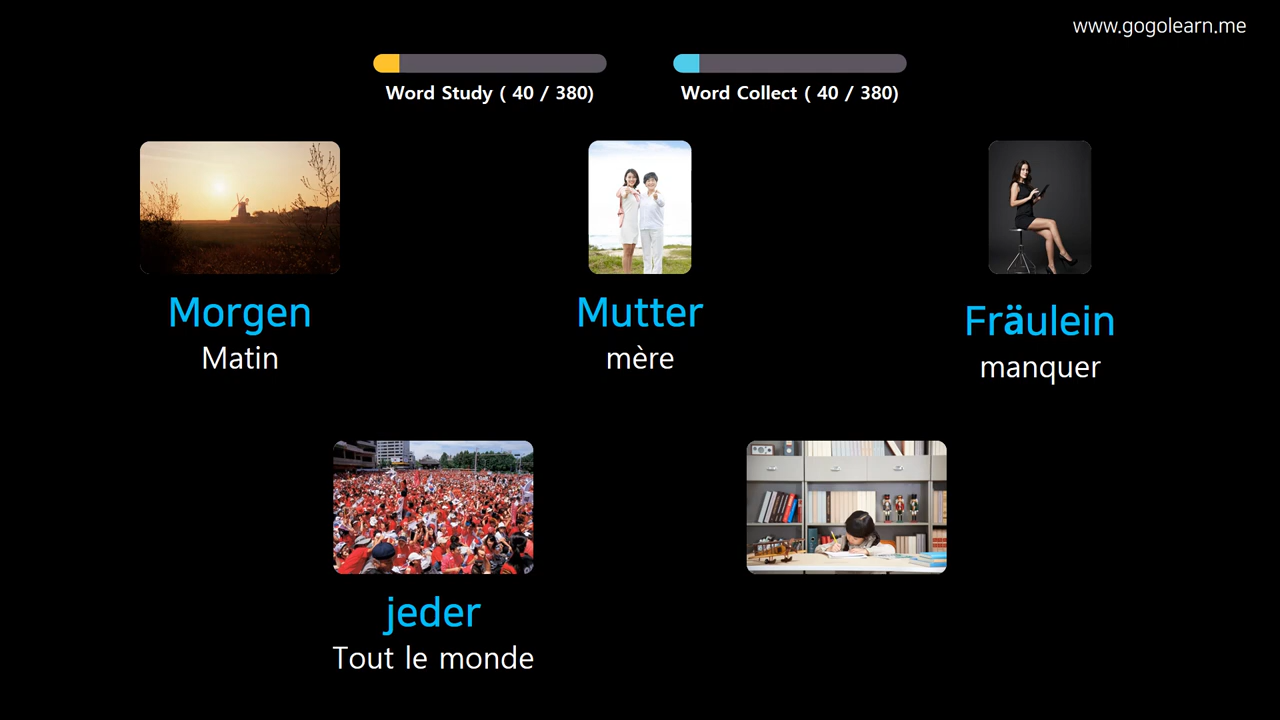 www.gogolearn.me
Word Study ( 40 / 380)
Word Collect ( 40 / 380)
Morgen
Matin
Mutter
mère
Fräulein
manquer
jeder
Tout le monde